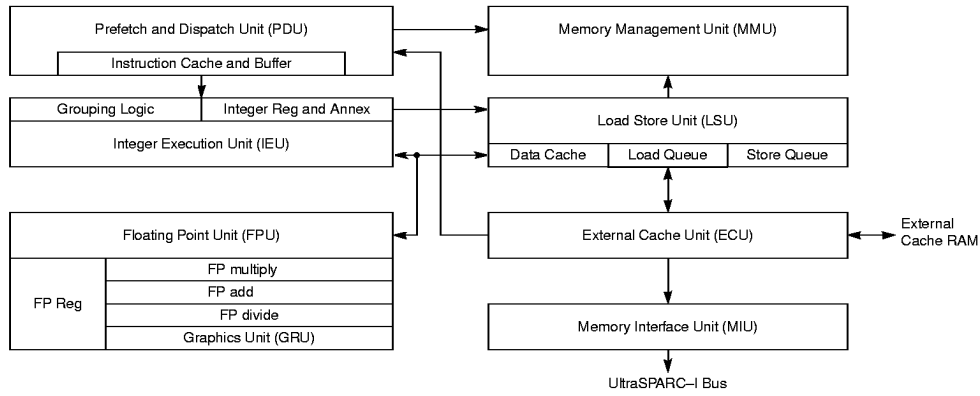 Prefetch and Dispatch Unit (PDU)
Instruction Cache and Buffer
Memory Management Unit (MMU)
Grouping Logic
Integer Reg and Annex
Integer Execution Unit (IEU)
Load Store Unit (LSU)
Data Cache
Load Queue
Store Queue
Floating Point Unit (FPU)
FP Reg
FP multiply
FP add
FP divide
Graphics Unit (GRU)
External Cache Unit (ECU)
External
Cache RAM
Memory Interface Unit (MIU)
UltraSPARC–I Bus